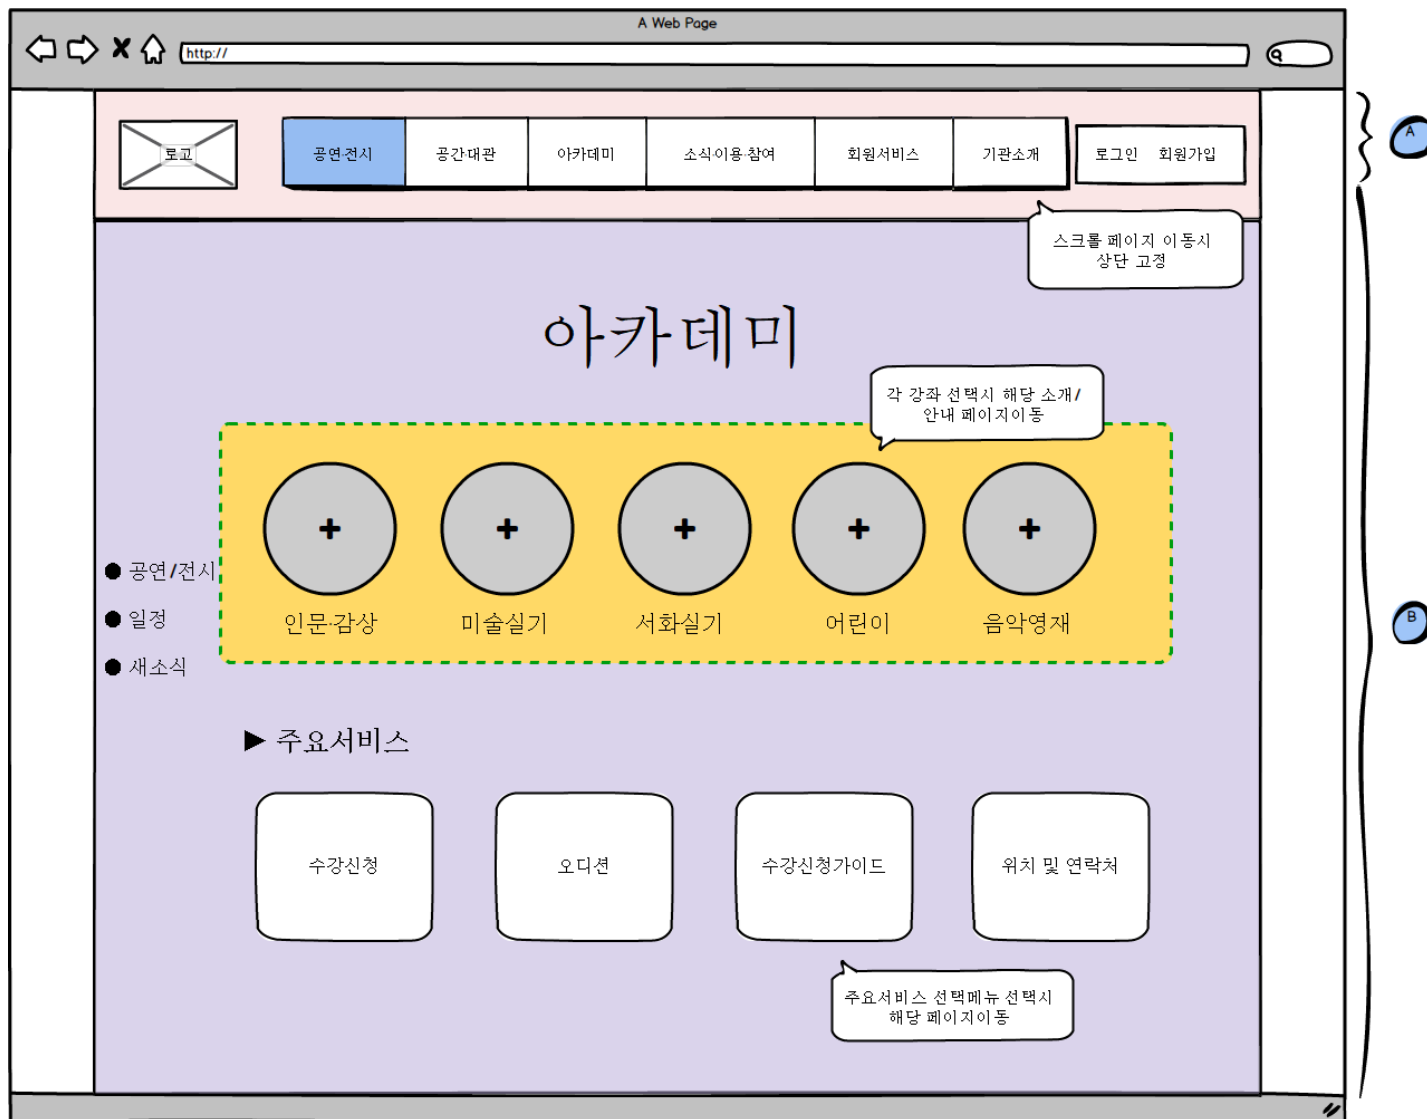 A Web Page
http://
로고
공연·전시
공간·대관
아카데미
소식·이용·참여
회원서비스
기관소개
로그인 회원가입
A
스크롤 페이지 이동시
상단 고정
아카데미
각 강좌 선택시 해당 소개/
안내 페이지이동
인문·감상
미술실기
서화실기
어린이
음악영재
● 공연/전시
● 일정
● 새소식
B
▶ 주요서비스
수강신청
오디션
수강신청가이드
위치 및 연락처
주요서비스 선택메뉴 선택시
해당 페이지이동